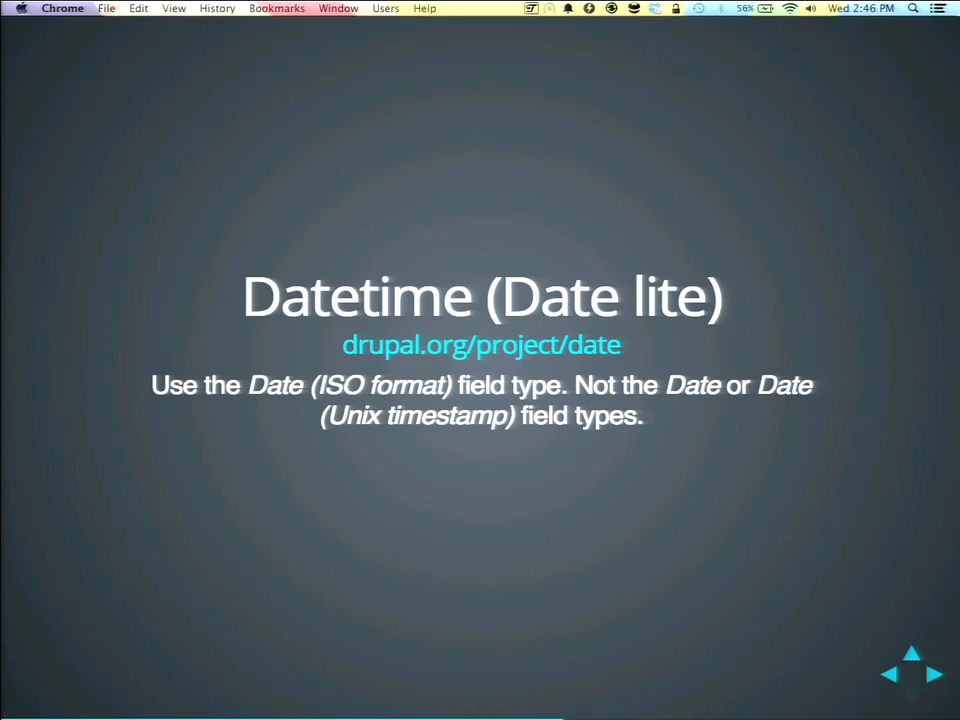 Chrome File Edit View History Bookmarks Window Users Help 56% Wed 2:46 PM
Datetime (Date lite)
drupal.org/project/date
Use the Date (ISO format) field type. Not the Date or Date
(Unix timestamp) field types.